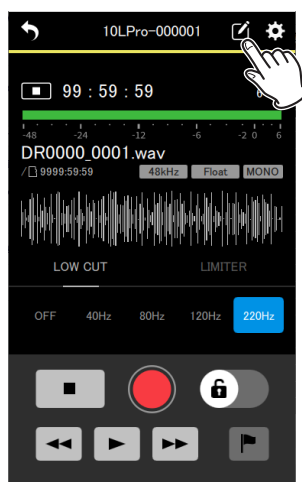 10LPro-000001
99 : 59 : 59
-48 -24 -12 -6 -2 0 6
DR0000_0001.wav
/ 9999:59:59 48kHz Float MONO
LOW CUT LIMITER
OFF 40Hz 80Hz 120Hz 220Hz